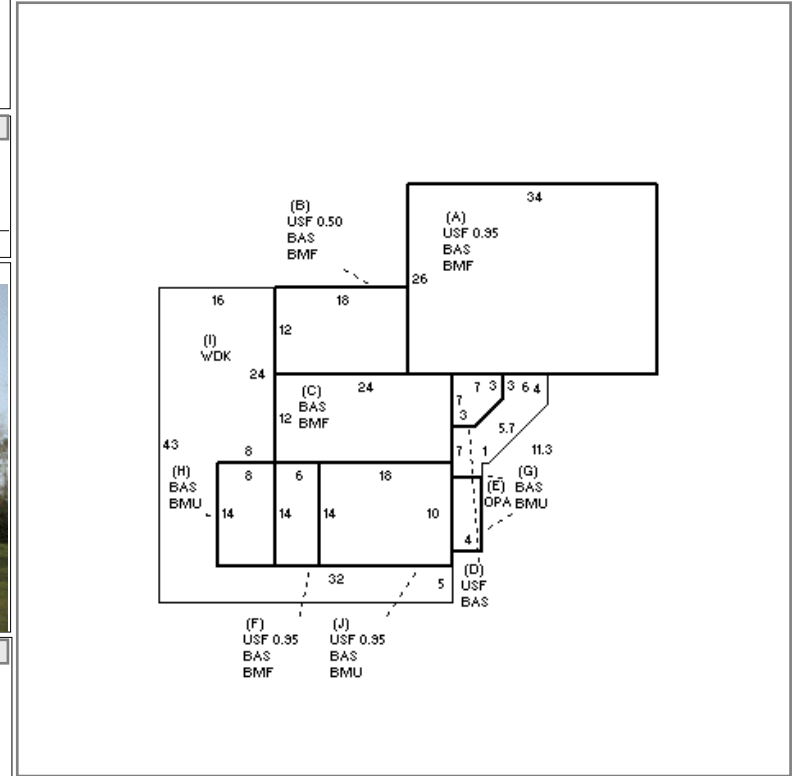 34
(B)
USF 0.50
BAS
BMF
(A)
USF 0.95
BAS
BMF
26
16
18
12
(I)
WDK
24
24
(C)
BAS
BMF
12
7 3 3 6 4
7
3
5.7
43
8
7 1 11.3
(H)
BAS
BMU
8 6 18
(E)
OPA
(G)
BAS
BMU
14 14 14 10
4
32
5
(D)
USF
BAS
(F)
USF 0.95
BAS
BMF
(J)
USF 0.95
BAS
BMU